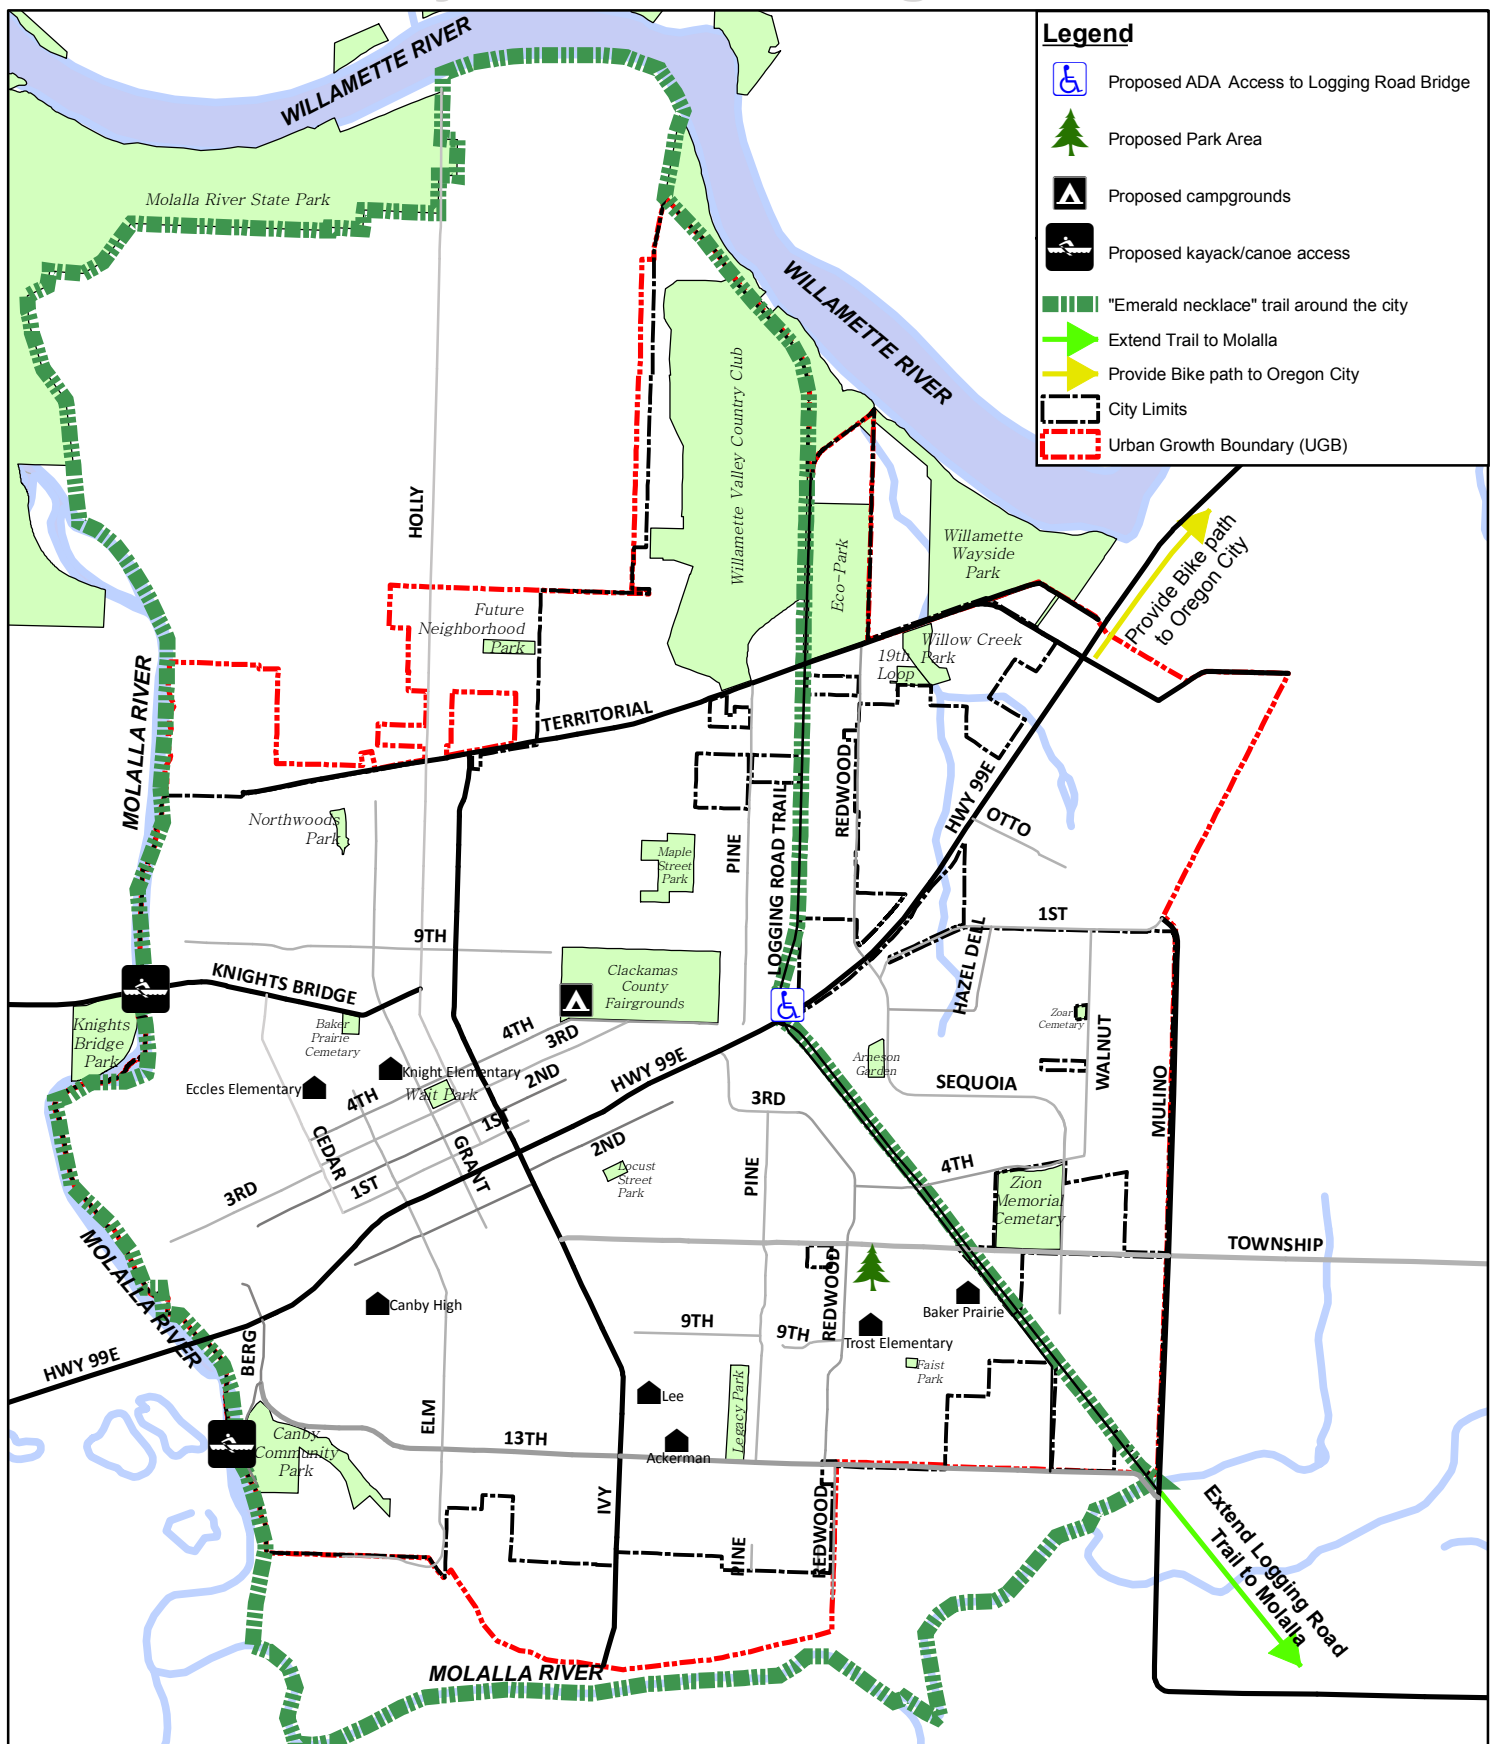 Legend
Proposed ADA Access to Logging Road Bridge
Proposed Park Area
Proposed campgrounds
Proposed kayack/canoe access
"Emerald necklace" trail around the city
Extend Trail to Molalla
Provide Bike path to Oregon City
City Limits
Urban Growth Boundary (UGB)
WILLAMETTE RIVER
Molalla River State Park
WILLAMETTE RIVER
Willamette Valley Country Club
HOLLY
Eco-Park
Willamette
Wayside
Park
Provide Bike path
to Oregon City
Future
Neighborhood
Park
Willow Creek
Park
19th
Loop
MOLALLA RIVER
TERRITORIAL
REDWOOD
HWY 99E
OTTO
Northwoods
Park
Maple
Street
Park
PINE
LOGGING ROAD TRAIL
9TH
1ST
HAZEL DELL
KNIGHTS BRIDGE
Clackamas
County
Fairgrounds
Knights
Bridge
Park
Baker
Prairie
Cemetery
4TH
3RD
Zoar
Cemetery
WALNUT
MULINO
Arneson
Garden
HWY 99E
Knight Elementary
Eccles Elementary
2ND
Wait Park
4TH
SEQUOIA
3RD
1ST
CEDAR
GRANT
2ND
Locust
Street
Park
PINE
4TH
3RD
1ST
Zion
Memorial
Cemetary
MOLALLA RIVER
TOWNSHIP
REDWOOD
Canby High
Baker Prairie
Trost Elementary
9TH
9TH
HWY 99E
BERG
Faist
Park
Lee
Legacy Park
ELM
Canby
Community
Park
13TH
Ackerman
IVY
REDWOOD
PINE
Extend Logging Road
Trail to Molalla
MOLALLA RIVER